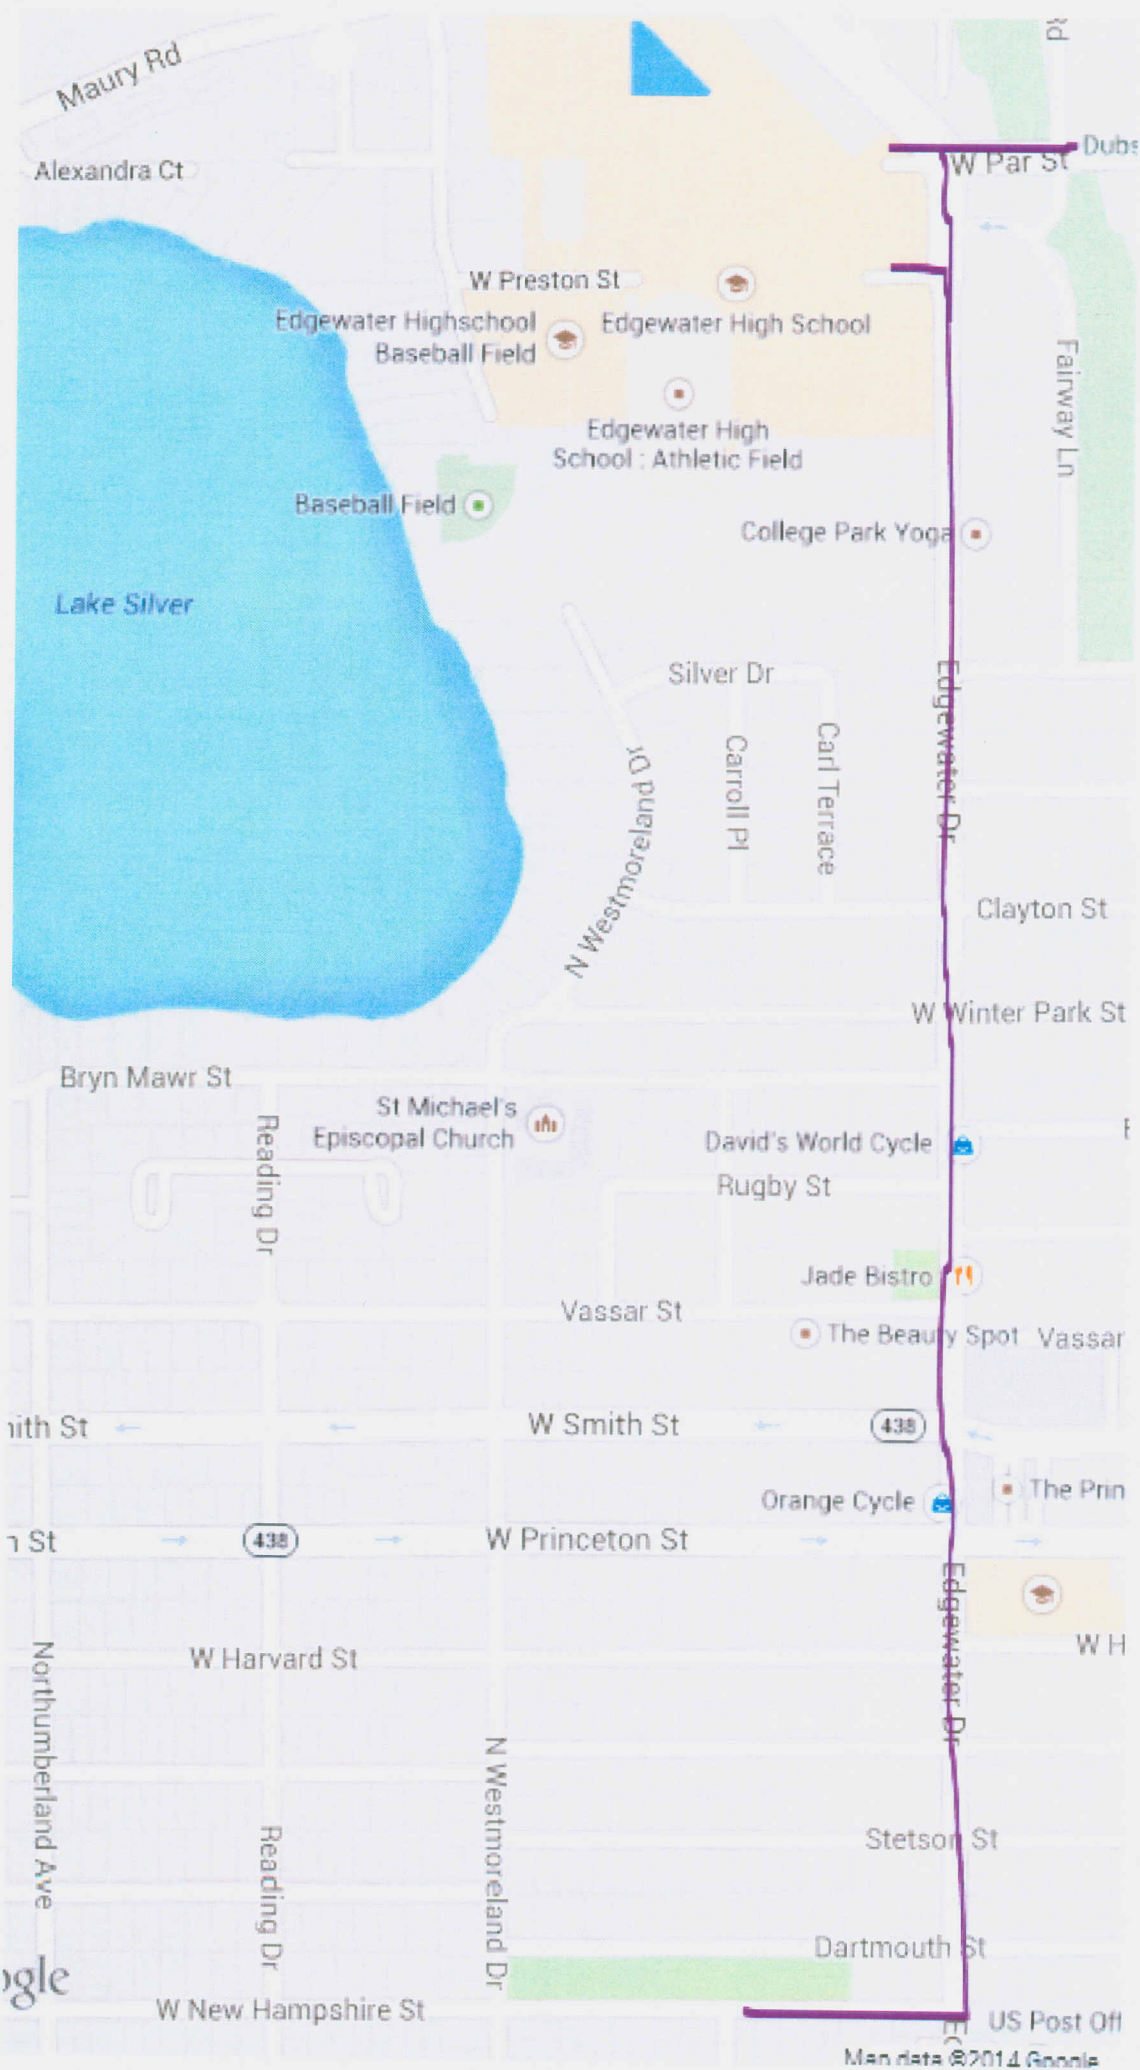 Maury Rd
Rd
Dubs
W Par St
Alexandra Ct
W Preston St
Edgewater Highschool
Baseball Field
Edgewater High School
Fairway Ln
Edgewater High
School : Athletic Field
Baseball Field
College Park Yoga
Lake Silver
Silver Dr
Edgewater Dr
Carroll Pl
Carl Terrace
N Westmoreland Dr
Clayton St
W Winter Park St
Bryn Mawr St
St Michael's
Episcopal Church
Reading Dr
David's World Cycle
Rugby St
Jade Bistro
Vassar St
The Beauty Spot
Vassar
nith St
W Smith St
438
Orange Cycle
The Prin
n St
438
W Princeton St
Edgewater Dr
W Harvard St
W H
Northumberland Ave
N Westmoreland Dr
Reading Dr
Stetson St
Dartmouth St
ogle
W New Hampshire St
US Post Off
Ed
Map data ©2014 Google